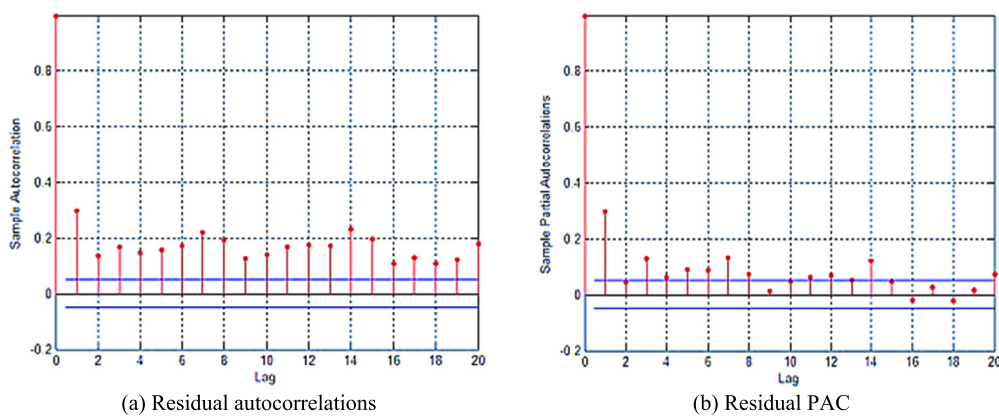 Sample Autocorrelation
0.8
0.6
0.4
0.2
0
-0.2
0 2 4 6 8 10 12 14 16 18 20
Lag
(a) Residual autocorrelations
Sample Partial Autocorrelations
0.8
0.6
0.4
0.2
0
-0.2
0 2 4 6 8 10 12 14 16 18 20
Lag
(b) Residual PAC